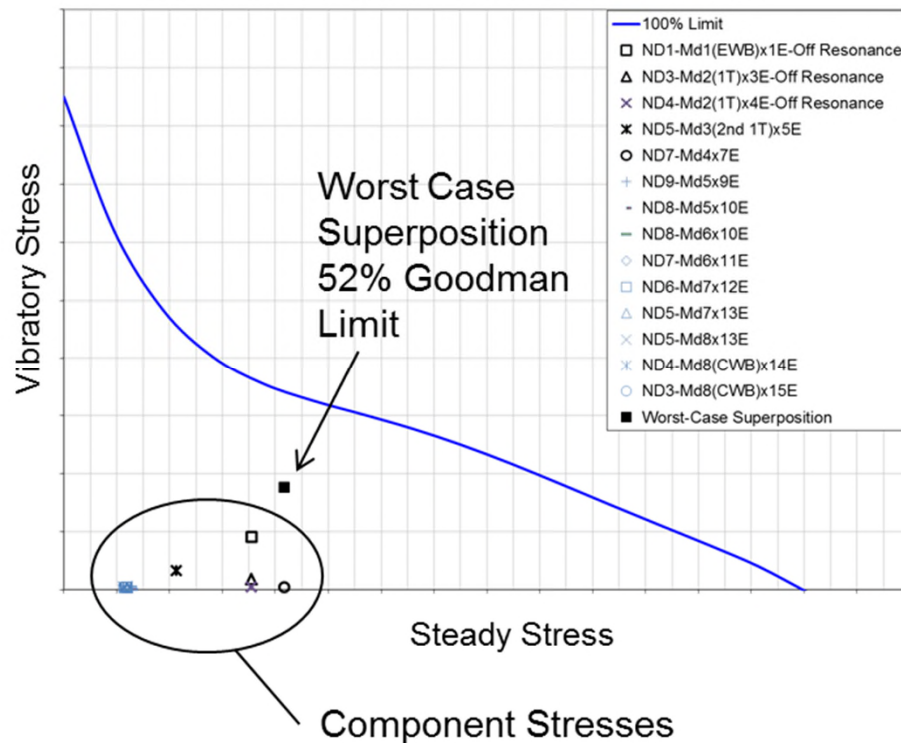 100% Limit
ND1-Md1(EWB)x1E-Off Resonance
ND3-Md2(1T)x3E-Off Resonance
ND4-Md2(1T)x4E-Off Resonance
ND5-Md3(2nd 1T)x5E
ND7-Md4x7E
ND9-Md5x9E
ND8-Md5x10E
ND8-Md6x10E
ND7-Md6x11E
ND6-Md7x12E
ND5-Md7x13E
ND5-Md8x13E
ND4-Md8(CWB)x14E
ND3-Md8(CWB)x15E
Worst-Case Superposition
Worst Case
Superposition
52% Goodman
Limit
Vibratory Stress
Steady Stress
Component Stresses